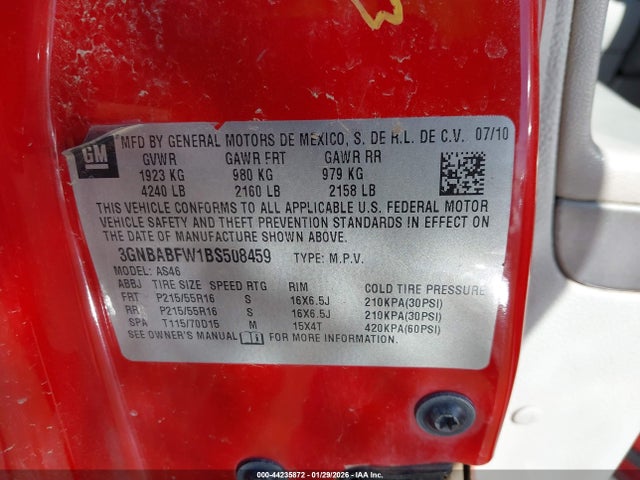 GM
MFD BY GENERAL MOTORS DE MEXICO, S. DE R.L. DE C.V. 07/10
GVWR GAWR FRT GAWR RR
1923 KG 980 KG 979 KG
4240 LB 2160 LB 2158 LB
THIS VEHICLE CONFORMS TO ALL APPLICABLE U.S. FEDERAL MOTOR
VEHICLE SAFETY AND THEFT PREVENTION STANDARDS IN EFFECT ON
THE DATE OF MANUFACTURE SHOWN ABOVE.
3GNBABFW1BS508459 TYPE: M.P.V.
MODEL: AS46
ABBJ TIRE SIZE SPEED RTG RIM COLD TIRE PRESSURE
FRT P215/55R16 S 16X6.5J 210KPA(30PSI)
RR P215/55R16 S 16X6.5J 210KPA(30PSI)
SPA T115/70D15 M 15X4T 420KPA(60PSI)
SEE OWNER'S MANUAL FOR MORE INFORMATION.
000-44235872 - 01/29/2026 - IAA Inc.